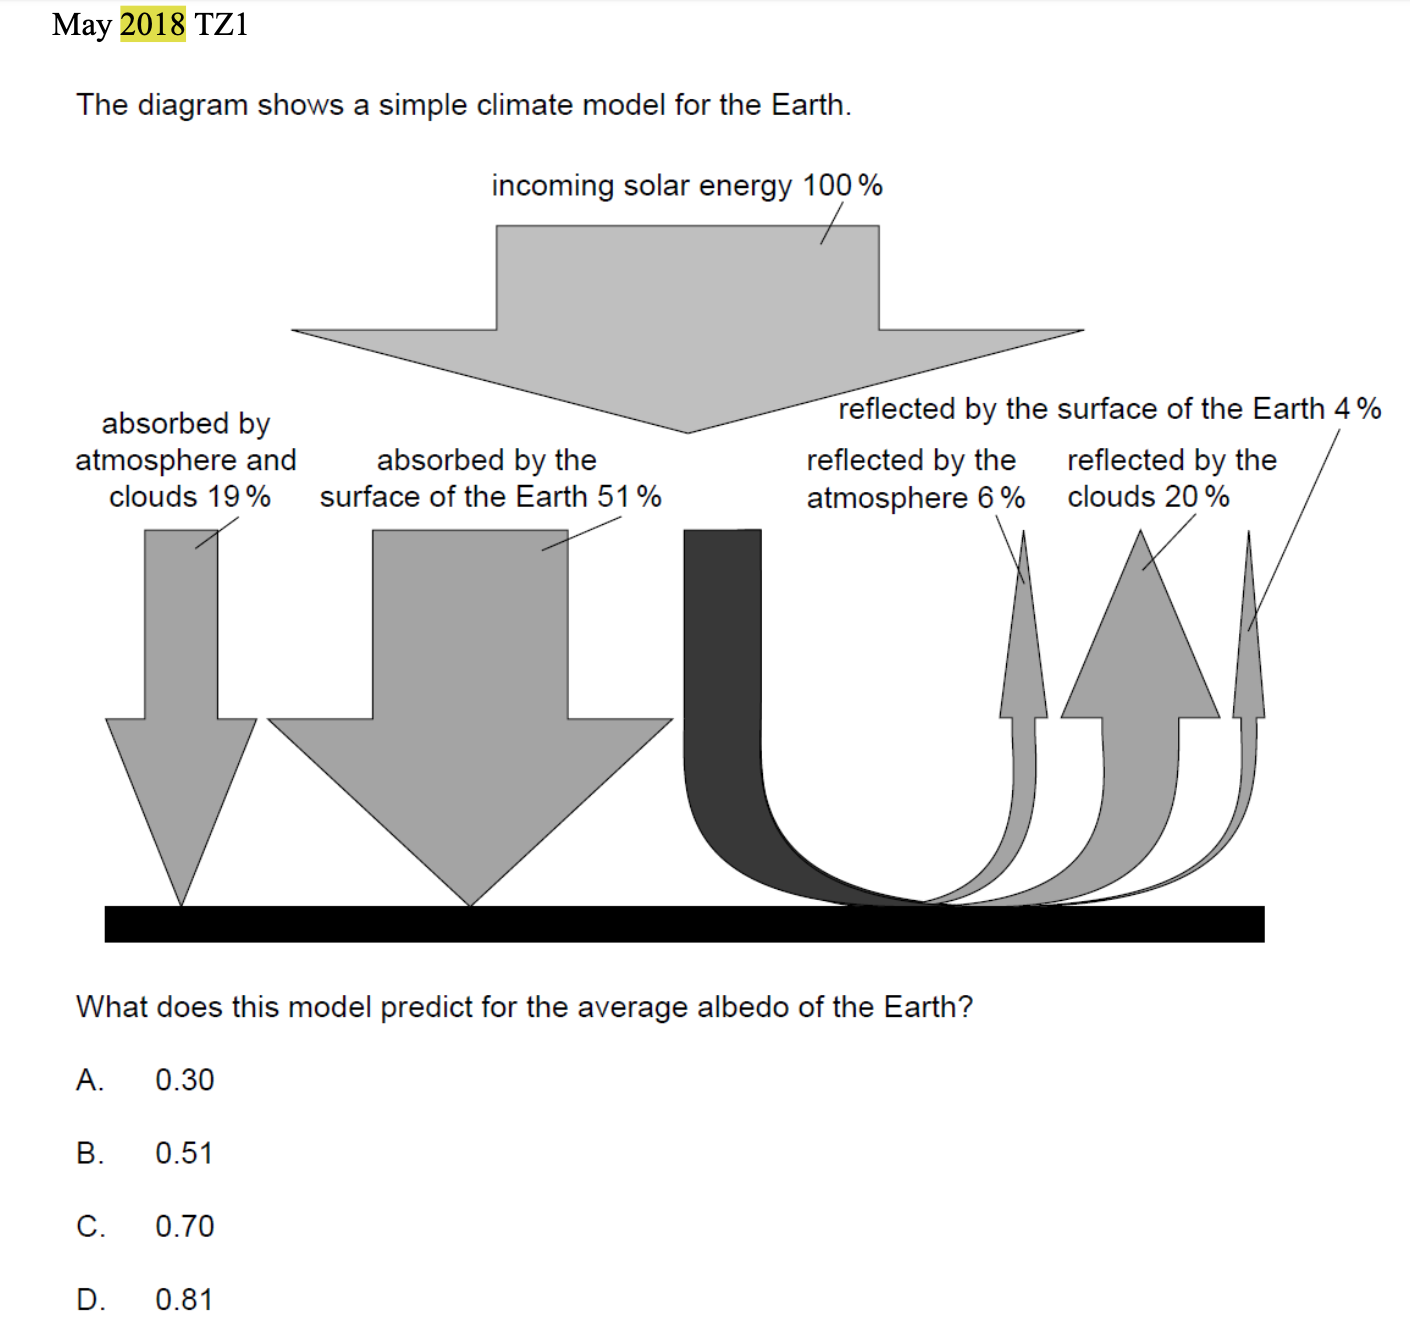 May 2018 TZ1
The diagram shows a simple climate model for the Earth.
incoming solar energy 100 %
reflected by the surface of the Earth 4 %
absorbed by
atmosphere and
clouds 19 %
absorbed by the
surface of the Earth 51 %
reflected by the
atmosphere 6 %
reflected by the
clouds 20 %
What does this model predict for the average albedo of the Earth?
A. 0.30
B. 0.51
C. 0.70
D. 0.81